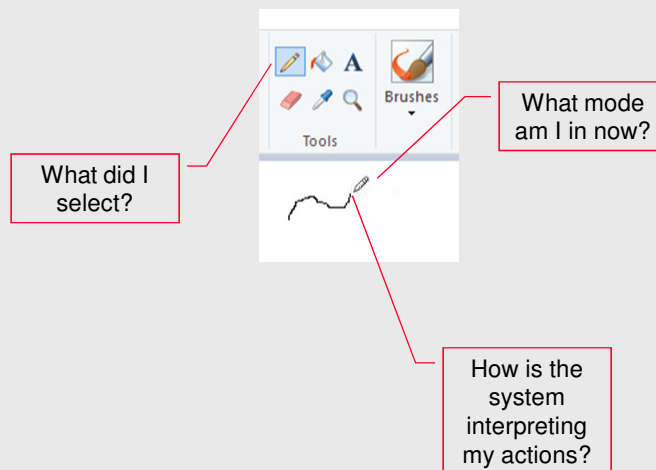 A
Brushes
Tools
What mode
am I in now?
What did I
select?
How is the
system
interpreting
my actions?